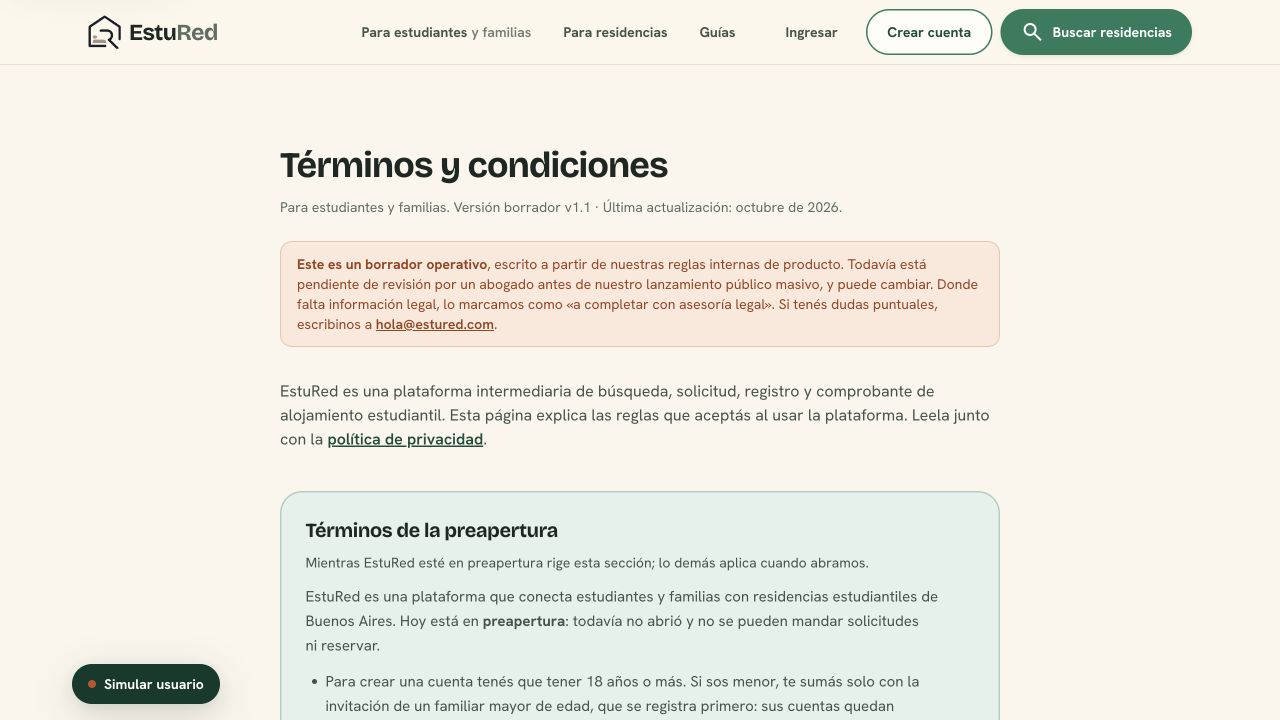 EstuRed
Para estudiantes y familias
Para residencias
Guías
Ingresar
Crear cuenta
Buscar residencias
Términos y condiciones
Para estudiantes y familias. Versión borrador v1.1 · Última actualización: octubre de 2026.
Este es un borrador operativo, escrito a partir de nuestras reglas internas de producto. Todavía está
pendiente de revisión por un abogado antes de nuestro lanzamiento público masivo, y puede cambiar. Donde
falta información legal, lo marcamos como «a completar con asesoría legal». Si tenés dudas puntuales,
escribinos a hola@estured.com.
EstuRed es una plataforma intermediaria de búsqueda, solicitud, registro y comprobante de
alojamiento estudiantil. Esta página explica las reglas que aceptás al usar la plataforma. Leela junto
con la política de privacidad.
Términos de la preapertura
Mientras EstuRed esté en preapertura rige esta sección; lo demás aplica cuando abramos.
EstuRed es una plataforma que conecta estudiantes y familias con residencias estudiantiles de
Buenos Aires. Hoy está en preapertura: todavía no abrió y no se pueden mandar solicitudes
ni reservar.
• Para crear una cuenta tenés que tener 18 años o más. Si sos menor, te sumás solo con la
invitación de un familiar mayor de edad, que se registra primero: sus cuentas quedan
Simular usuario